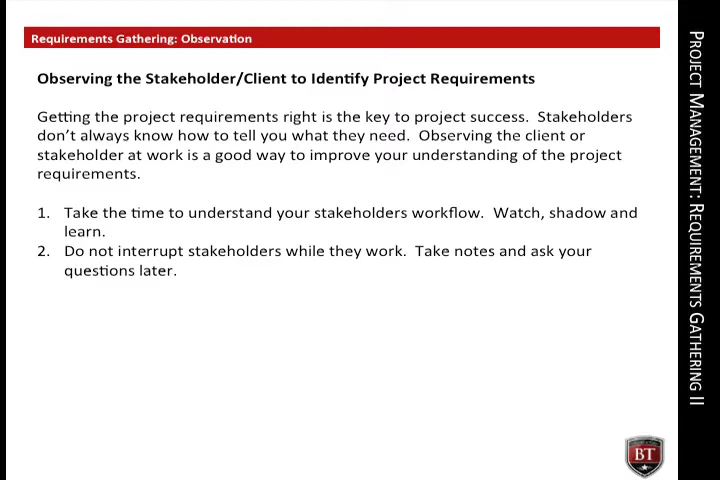 Requirements Gathering: Observation
Observing the Stakeholder/Client to Identify Project Requirements
Getting the project requirements right is the key to project success.  Stakeholders
don't always know how to tell you what they need.  Observing the client or
stakeholder at work is a good way to improve your understanding of the project
requirements.
1. Take the time to understand your stakeholders workflow.  Watch, shadow and
learn.
2. Do not interrupt stakeholders while they work.  Take notes and ask your
questions later.
PROJECT MANAGEMENT: REQUIREMENTS GATHERING II
BT